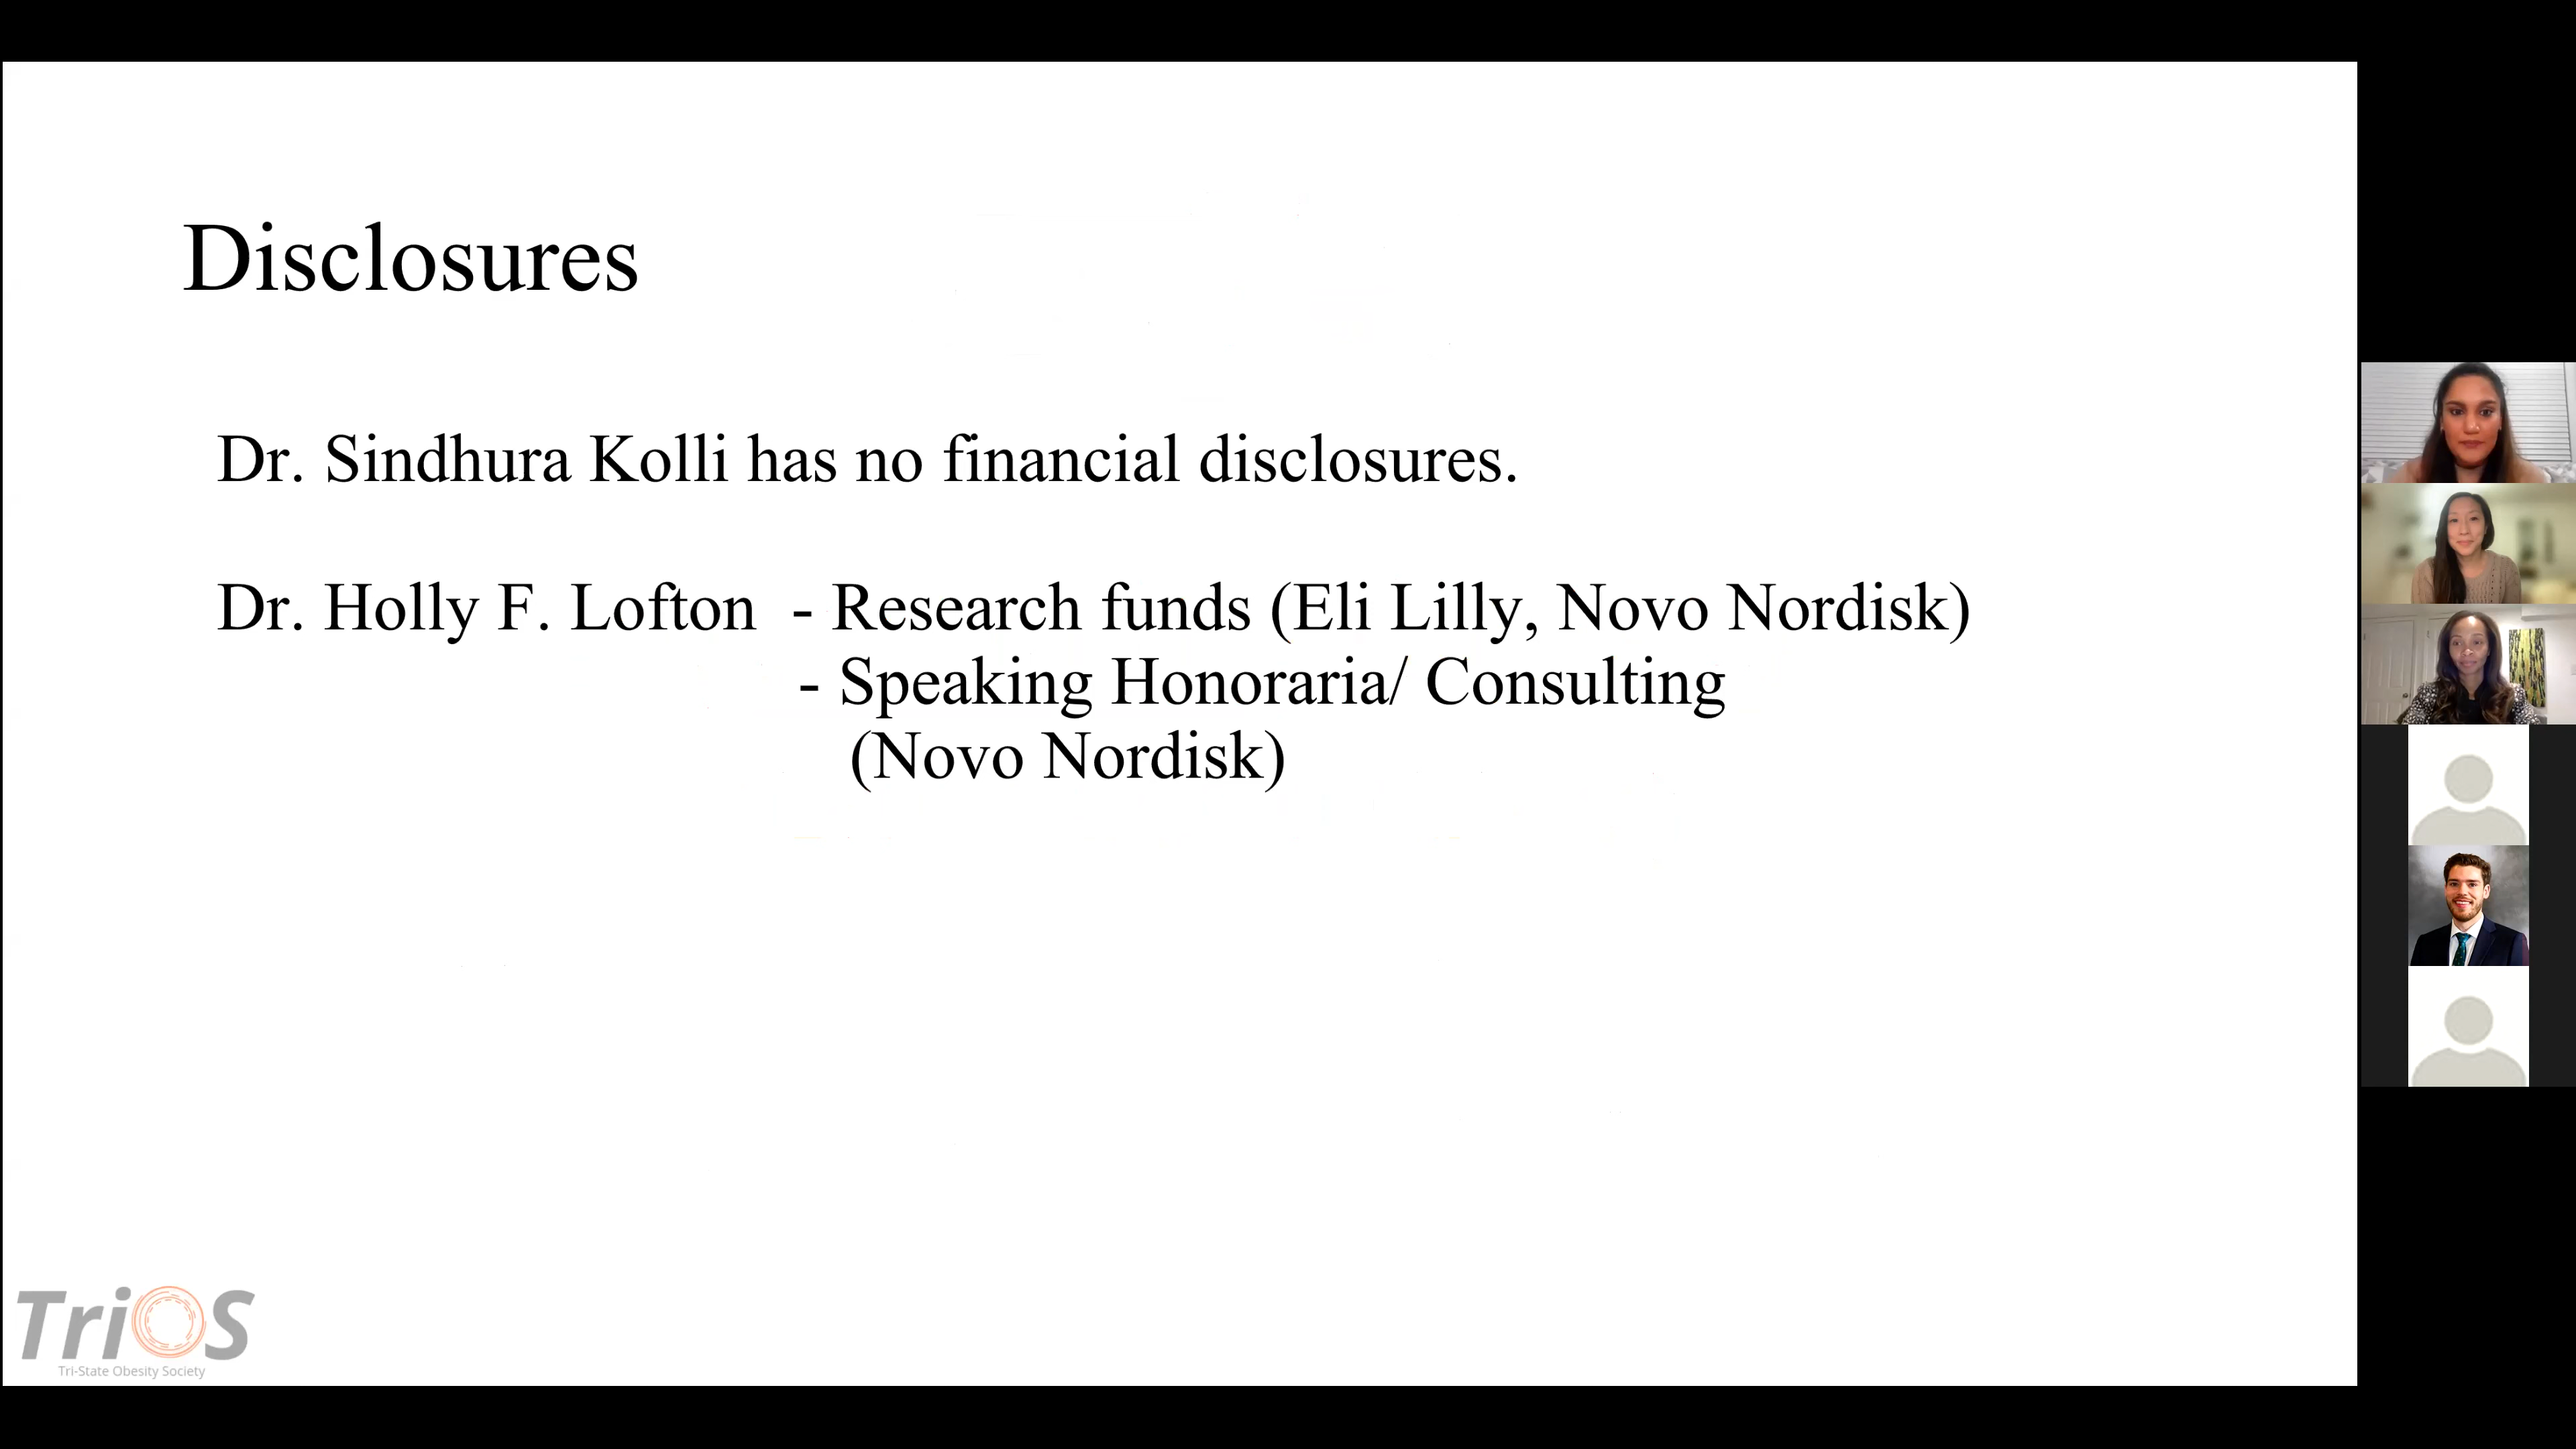 Disclosures
Dr. Sindhura Kolli has no financial disclosures.
Dr. Holly F. Lofton - Research funds (Eli Lilly, Novo Nordisk)
- Speaking Honoraria/ Consulting
(Novo Nordisk)
TriOS
Tri-State Obesity Society